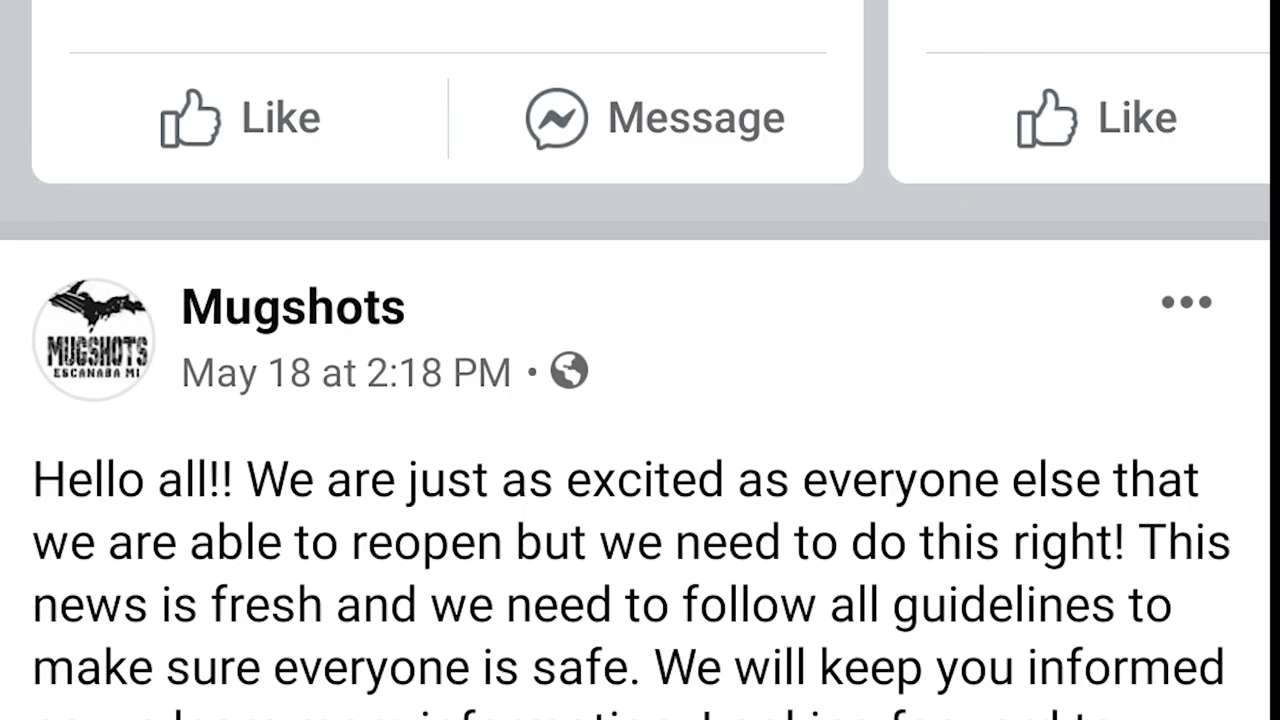 Like
Message
Like
Mugshots
MUGSHOTS
ESCANABA MI
May 18 at 2:18 PM •
Hello all!! We are just as excited as everyone else that
we are able to reopen but we need to do this right! This
news is fresh and we need to follow all guidelines to
make sure everyone is safe. We will keep you informed